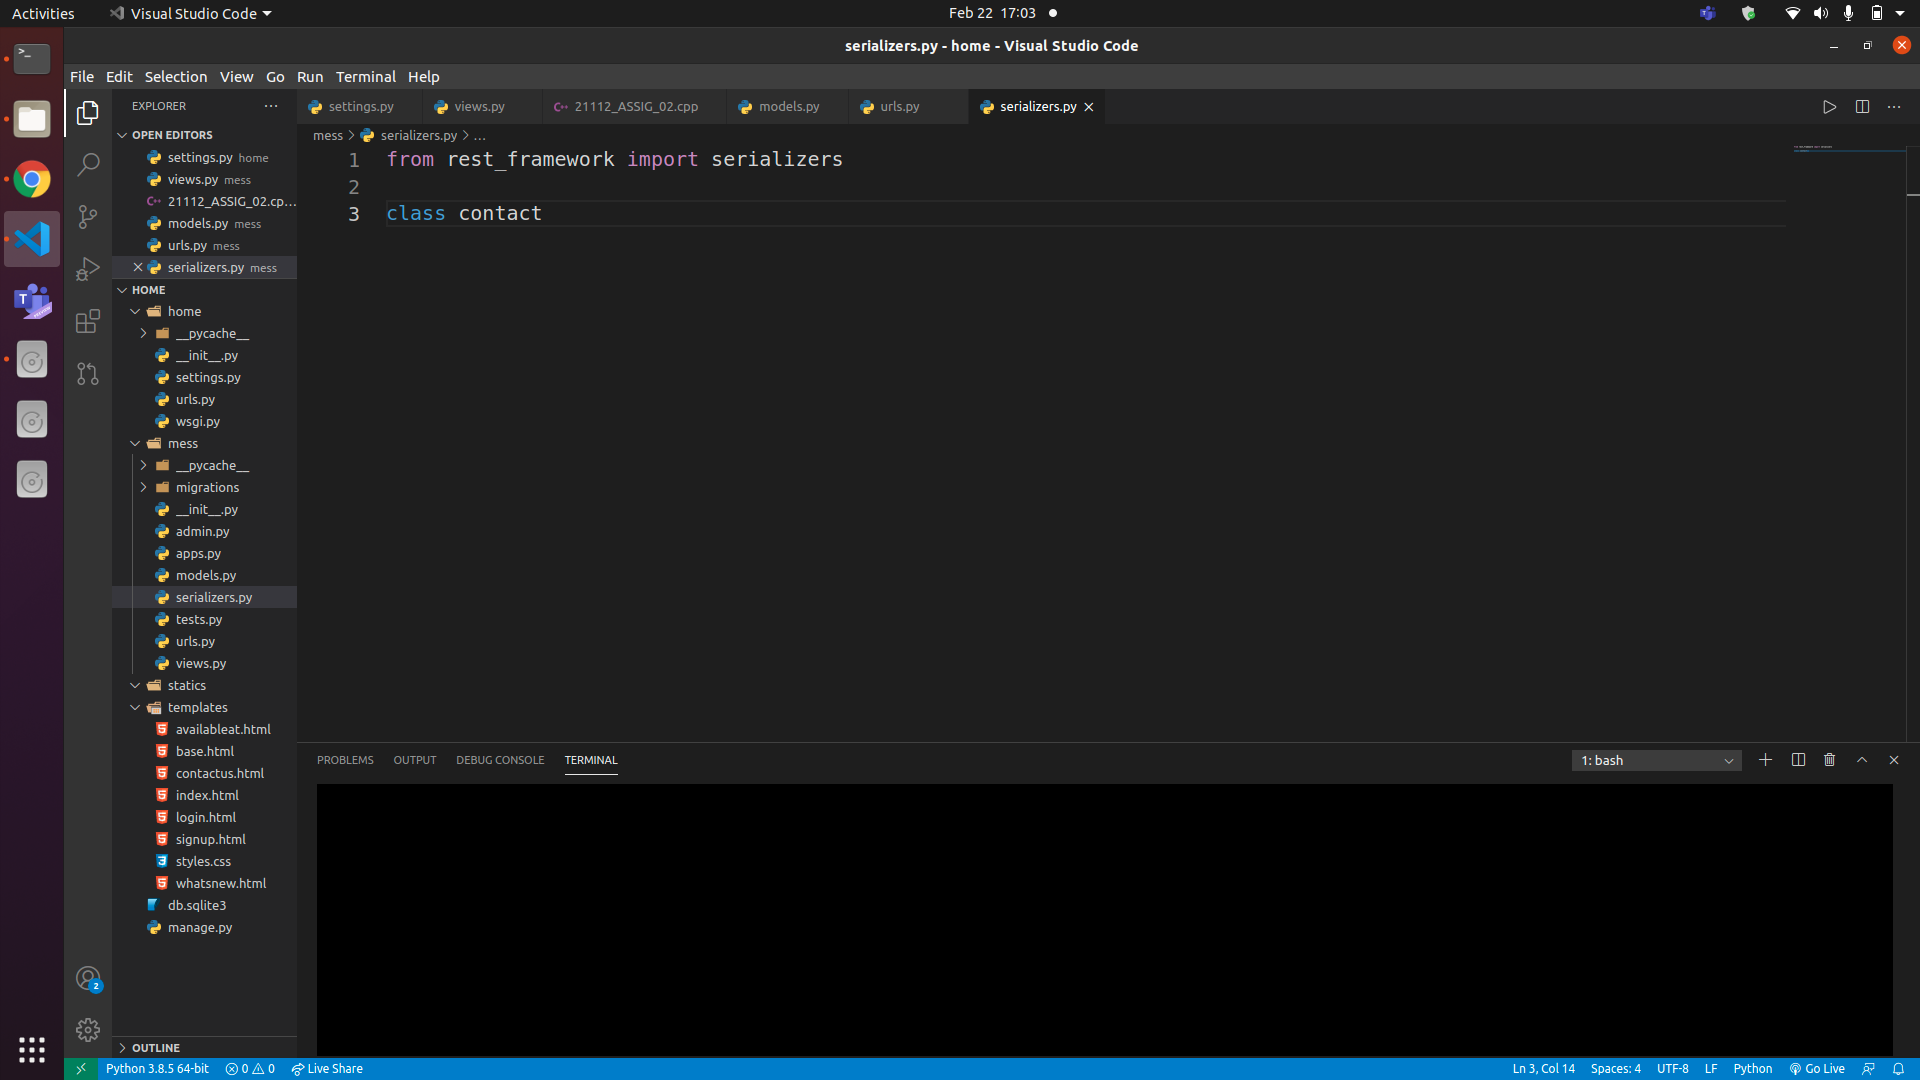 Activities
Visual Studio Code
Feb 22 17:03
serializers.py - home - Visual Studio Code
File Edit Selection View Go Run Terminal Help
EXPLORER
settings.py
views.py
21112_ASSIG_02.cpp
models.py
urls.py
serializers.py
OPEN EDITORS
settings.py home
views.py mess
21112_ASSIG_02.cp...
models.py mess
urls.py mess
serializers.py mess
HOME
home
__pycache__
__init__.py
settings.py
urls.py
wsgi.py
mess
__pycache__
migrations
__init__.py
admin.py
apps.py
models.py
serializers.py
tests.py
urls.py
views.py
statics
templates
availableat.html
base.html
contactus.html
index.html
login.html
signup.html
styles.css
whatsnew.html
db.sqlite3
manage.py
OUTLINE
mess > serializers.py > ...
1 from rest_framework import serializers
2
3 class contact
PROBLEMS OUTPUT DEBUG CONSOLE TERMINAL
1: bash
2
Python 3.8.5 64-bit
0 0
Live Share
Ln 3, Col 14
Spaces: 4
UTF-8
LF
Python
Go Live